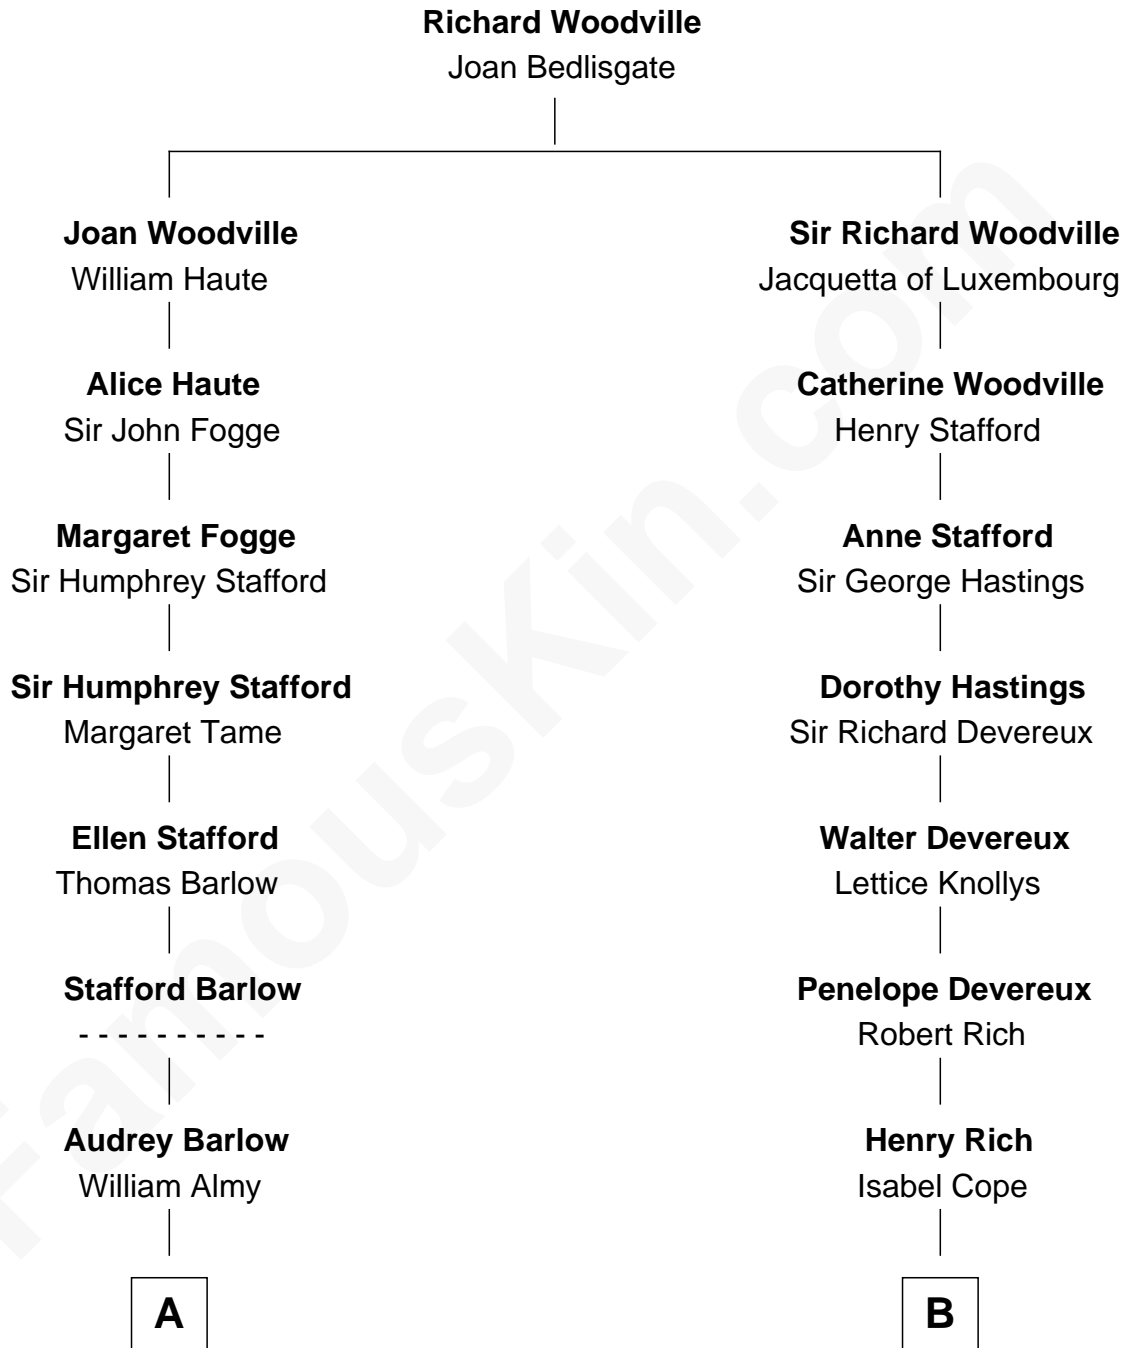 Richard Woodville
Joan Bedlisgate
Joan Woodville
William Haute
Alice Haute
Sir John Fogge
Margaret Fogge
Sir Humphrey Stafford
Sir Humphrey Stafford
Margaret Tame
Ellen Stafford
Thomas Barlow
Stafford Barlow
- - - - - - - - - -
Audrey Barlow
William Almy
A
Sir Richard Woodville
Jacquetta of Luxembourg
Catherine Woodville
Henry Stafford
Anne Stafford
Sir George Hastings
Dorothy Hastings
Sir Richard Devereux
Walter Devereux
Lettice Knollys
Penelope Devereux
Robert Rich
Henry Rich
Isabel Cope
B
FamousKin.com